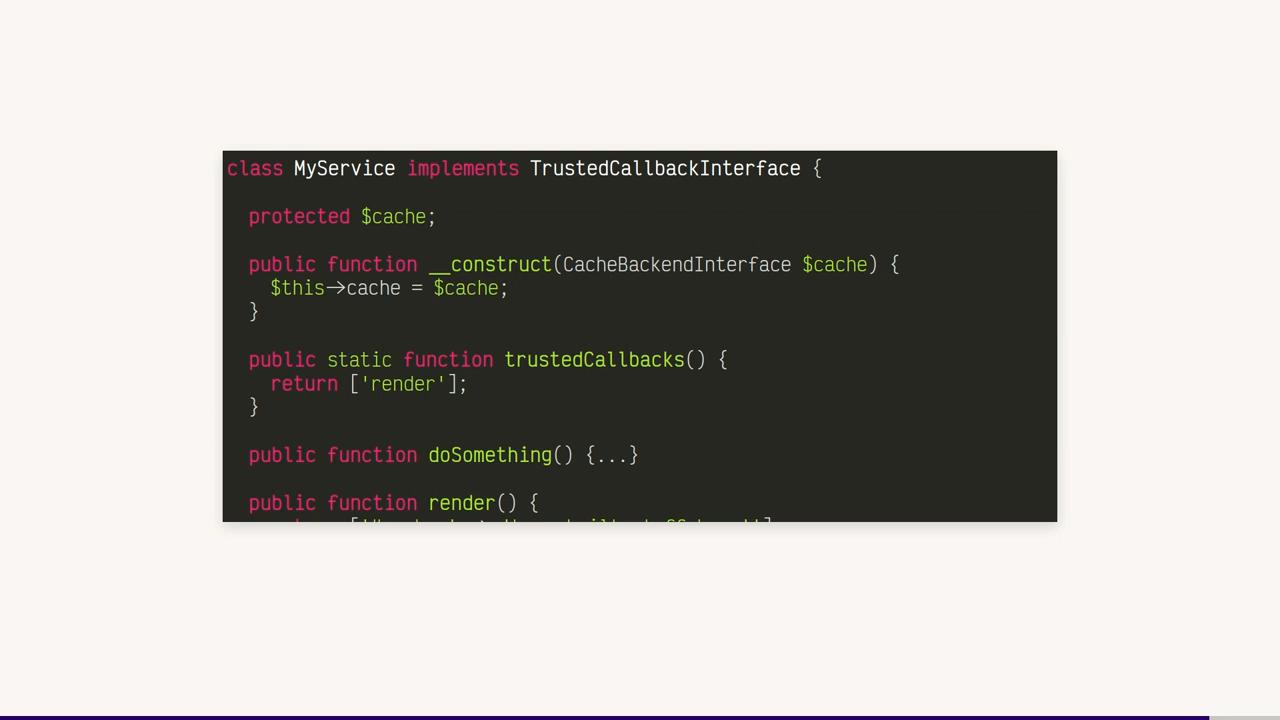 class MyService implements TrustedCallbackInterface {
protected $cache;
public function __construct(CacheBackendInterface $cache) {
$this->cache = $cache;
}
public static function trustedCallbacks() {
return ['render'];
}
public function doSomething() {...}
public function render() {